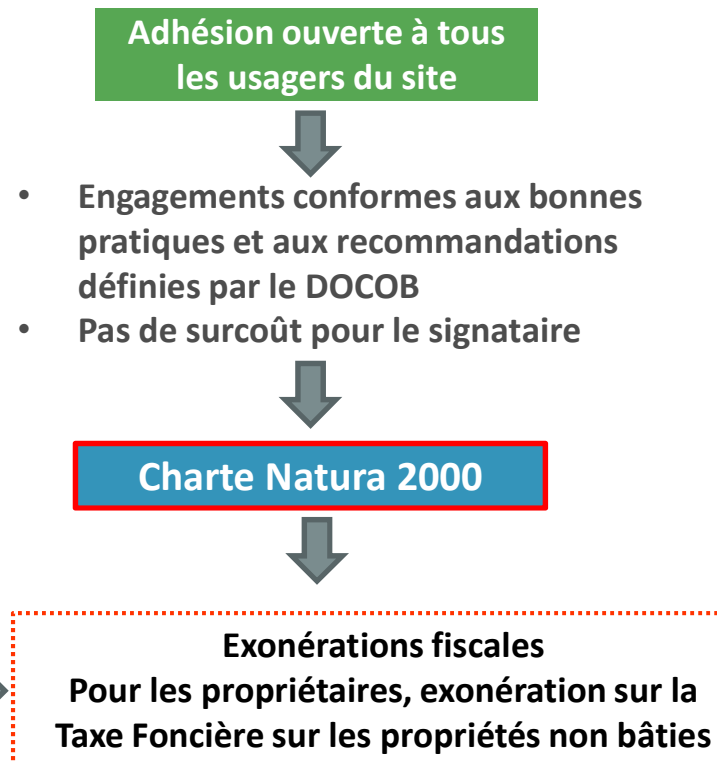 Adhésion ouverte à tous
les usagers du site
• Engagements conformes aux bonnes
pratiques et aux recommandations
définies par le DOCOB
• Pas de surcoût pour le signataire
Charte Natura 2000
Exonérations fiscales
Pour les propriétaires, exonération sur la
Taxe Foncière sur les propriétés non bâties